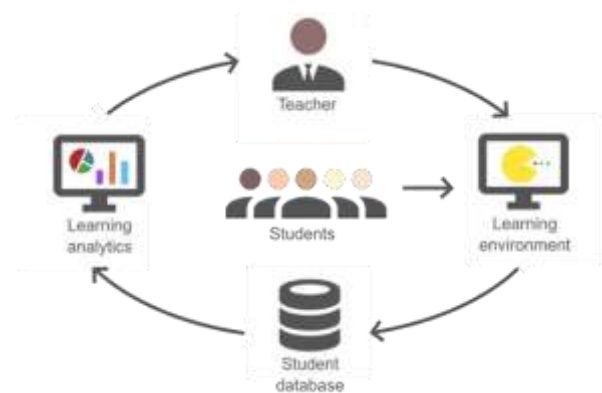 Teacher
Learning
analytics
Students
Learning
environment
Student
database